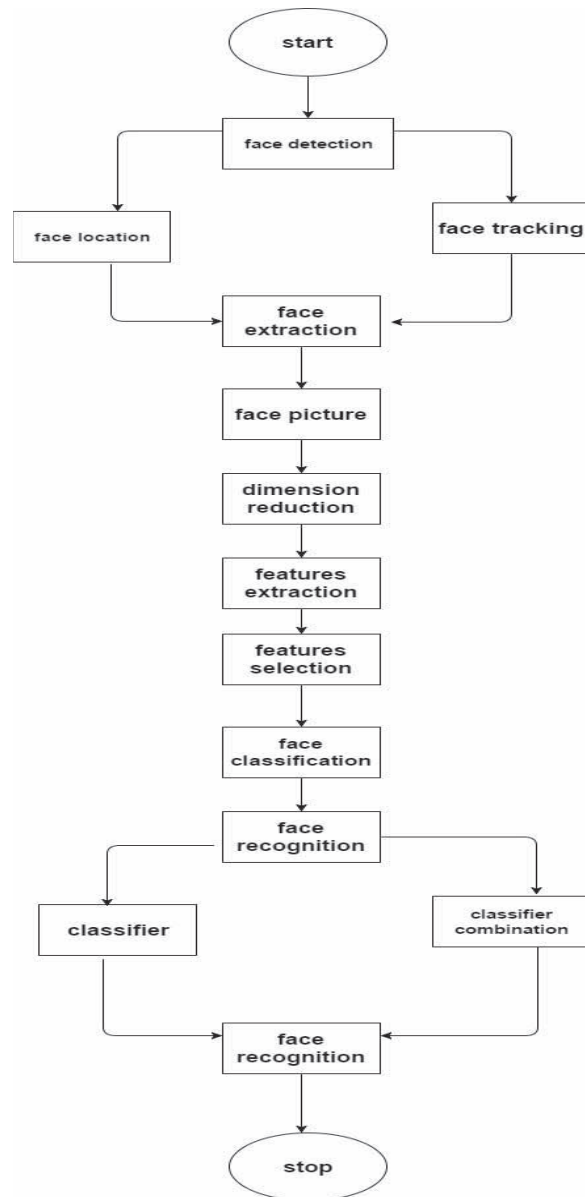 start
face detection
face location
face tracking
face
extraction
face picture
dimension
reduction
features
extraction
features
selection
face
classification
face
recognition
classifier
classifier
combination
face
recognition
stop